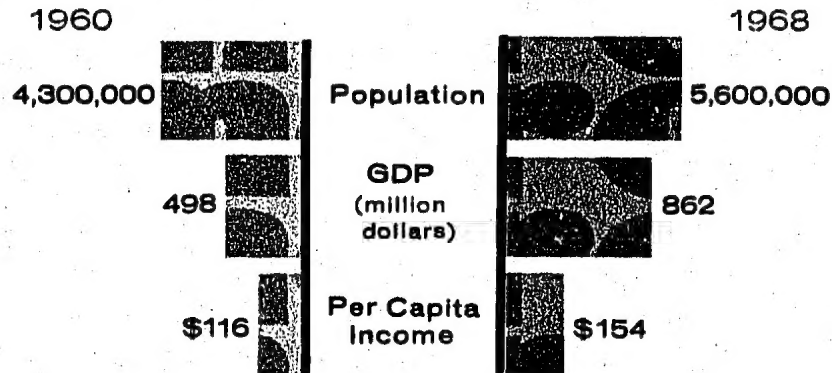 1960
1968
4,300,000
Population
5,600,000
498
GDP
(million
dollars)
862
$116
Per Capita
Income
$154